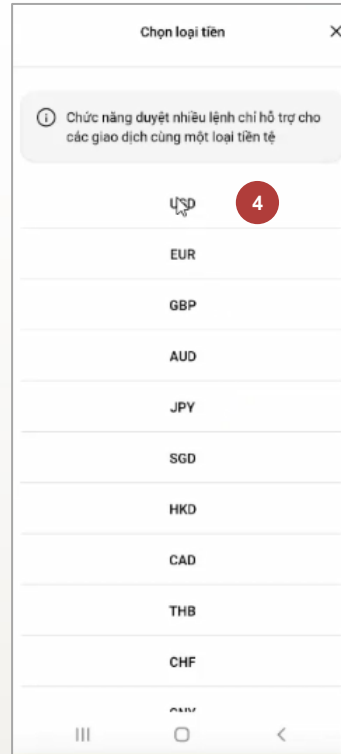 Chọn loại tiền
Chức năng duyệt nhiều lệnh chỉ hỗ trợ cho
các giao dịch cùng một loại tiền tệ
USD 4
EUR
GBP
AUD
JPY
SGD
HKD
CAD
THB
CHF
CNY